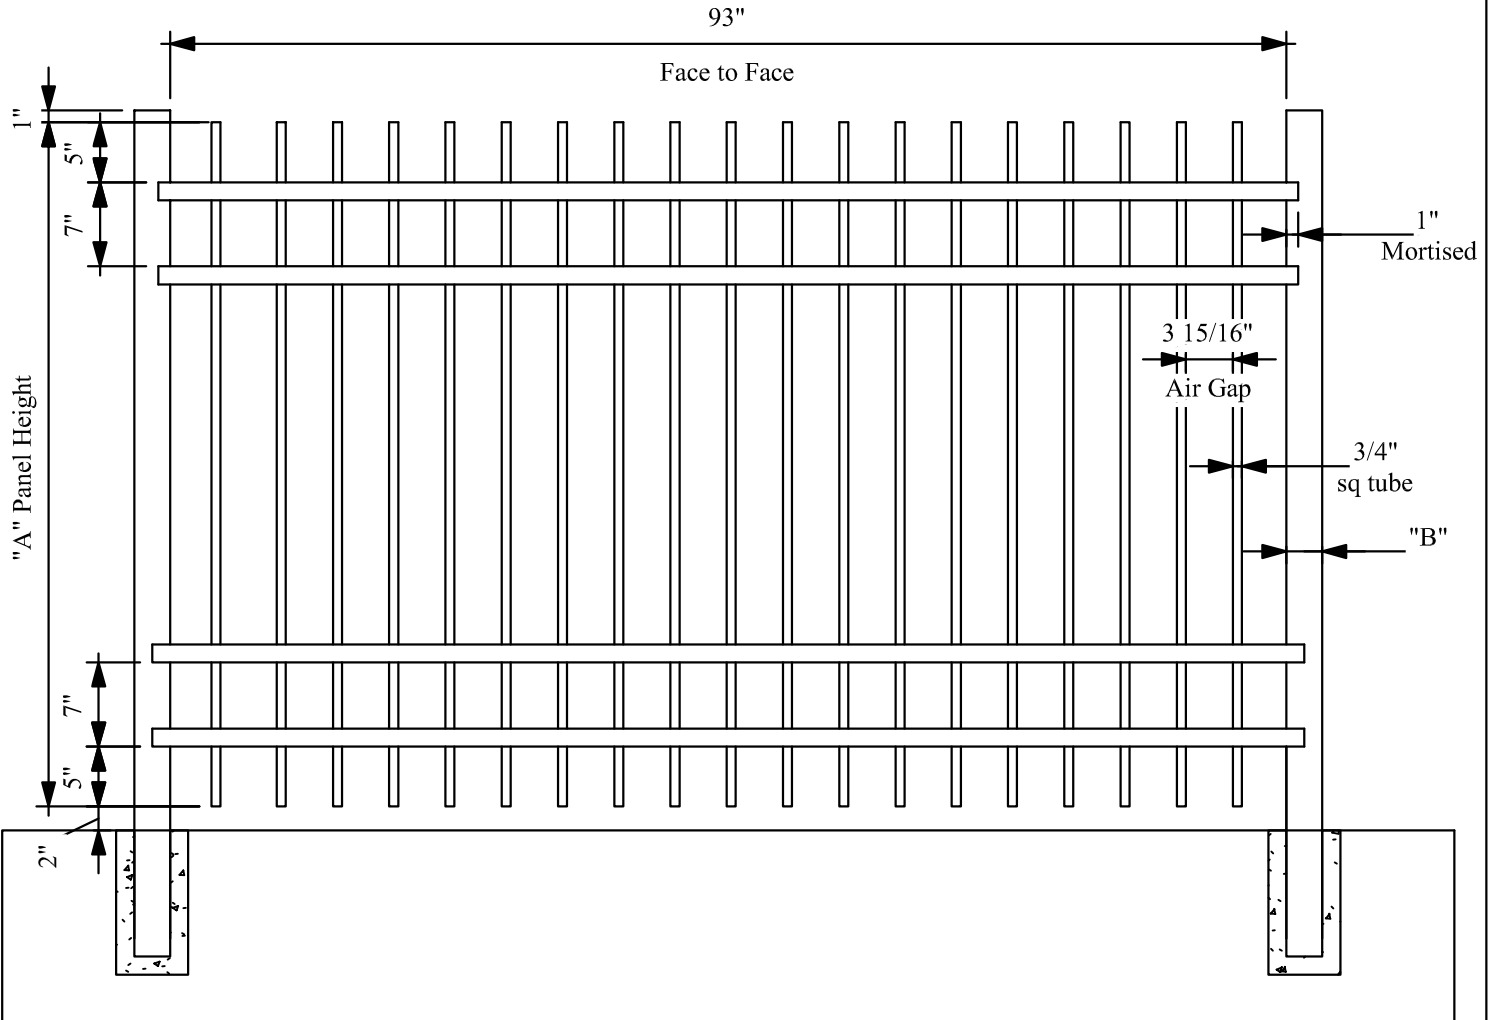 93"
Face to Face
1"
5"
7"
1"
Mortised
3 15/16"
Air Gap
"A" Panel Height
3/4"
sq tube
"B"
7"
5"
2"